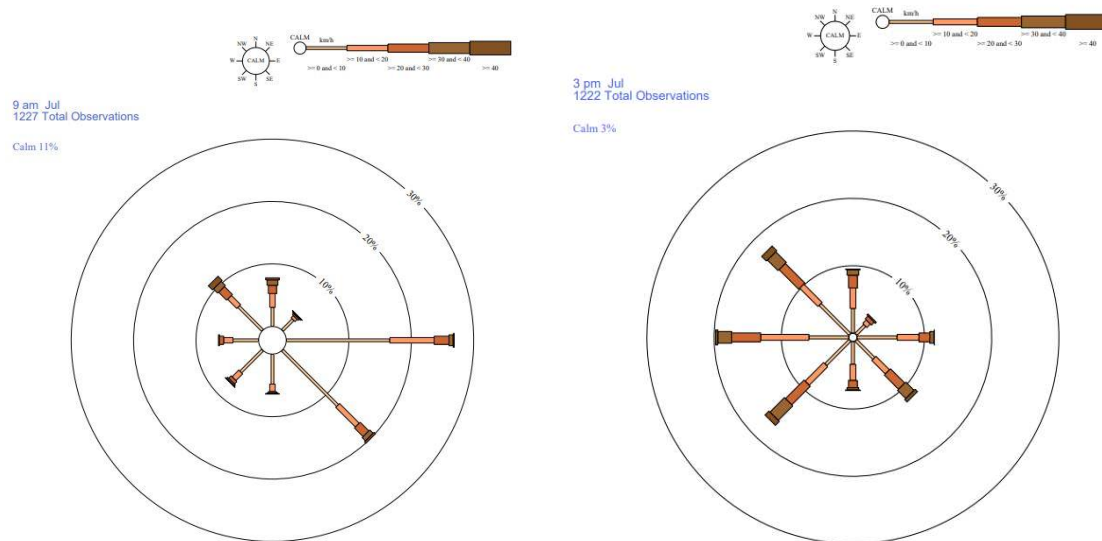 CALM km/h
N
NW NE
W CALM E
SW SE
S
>= 10 and < 20 >= 30 and < 40
>= 0 and < 10 >= 20 and < 30 >= 40
9 am Jul
1227 Total Observations
Calm 11%
30%
20%
10%
CALM km/h
N
NW NE
W CALM E
SW SE
S
>= 10 and < 20 >= 30 and < 40
>= 0 and < 10 >= 20 and < 30 >= 40
3 pm Jul
1222 Total Observations
Calm 3%
30%
20%
10%